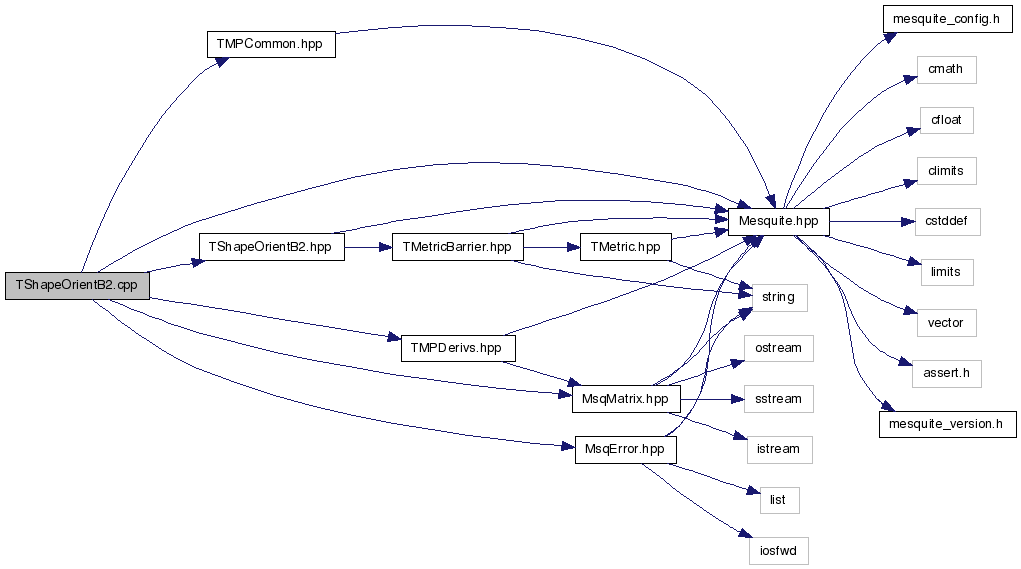 mesquite_config.h
TMPCommon.hpp
cmath
cfloat
climits
Mesquite.hpp
cstddef
TShapeOrientB2.hpp
TMetricBarrier.hpp
TMetric.hpp
limits
TShapeOrientB2.cpp
string
vector
TMPDerivs.hpp
ostream
assert.h
MsqMatrix.hpp
sstream
mesquite_version.h
MsqError.hpp
istream
list
iosfwd